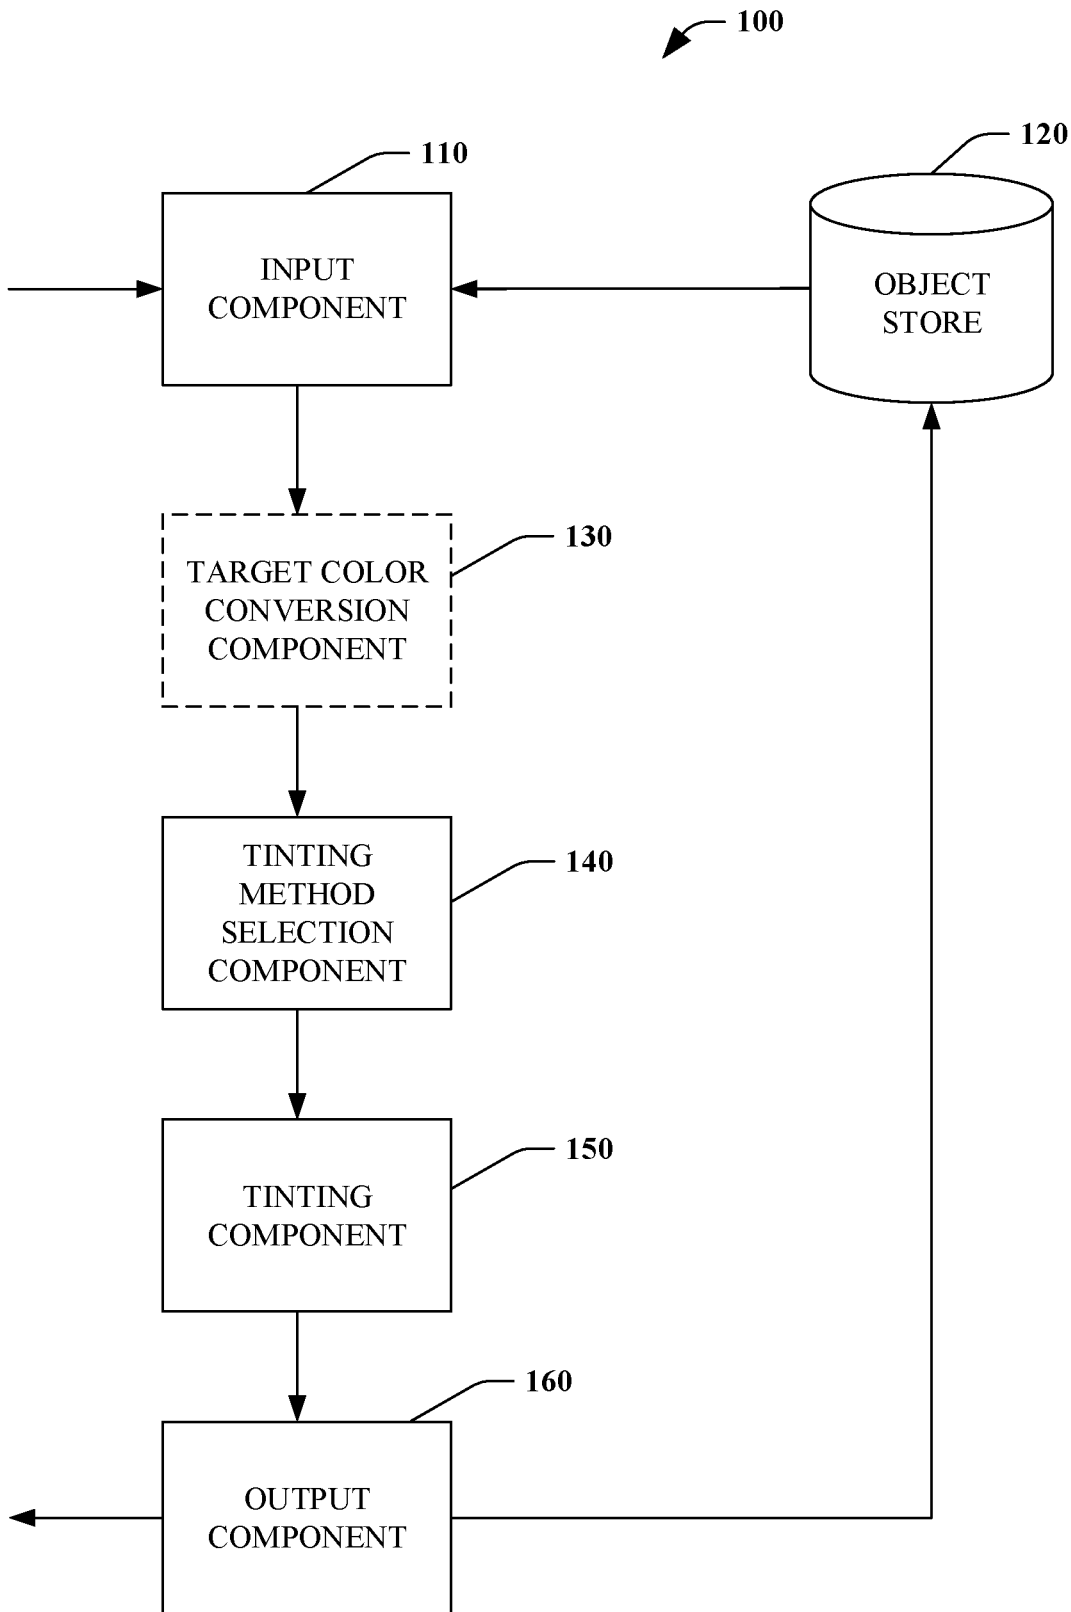 100
110
120
INPUT
COMPONENT
OBJECT
STORE
130
TARGET COLOR
CONVERSION
COMPONENT
140
TINTING
METHOD
SELECTION
COMPONENT
150
TINTING
COMPONENT
160
OUTPUT
COMPONENT